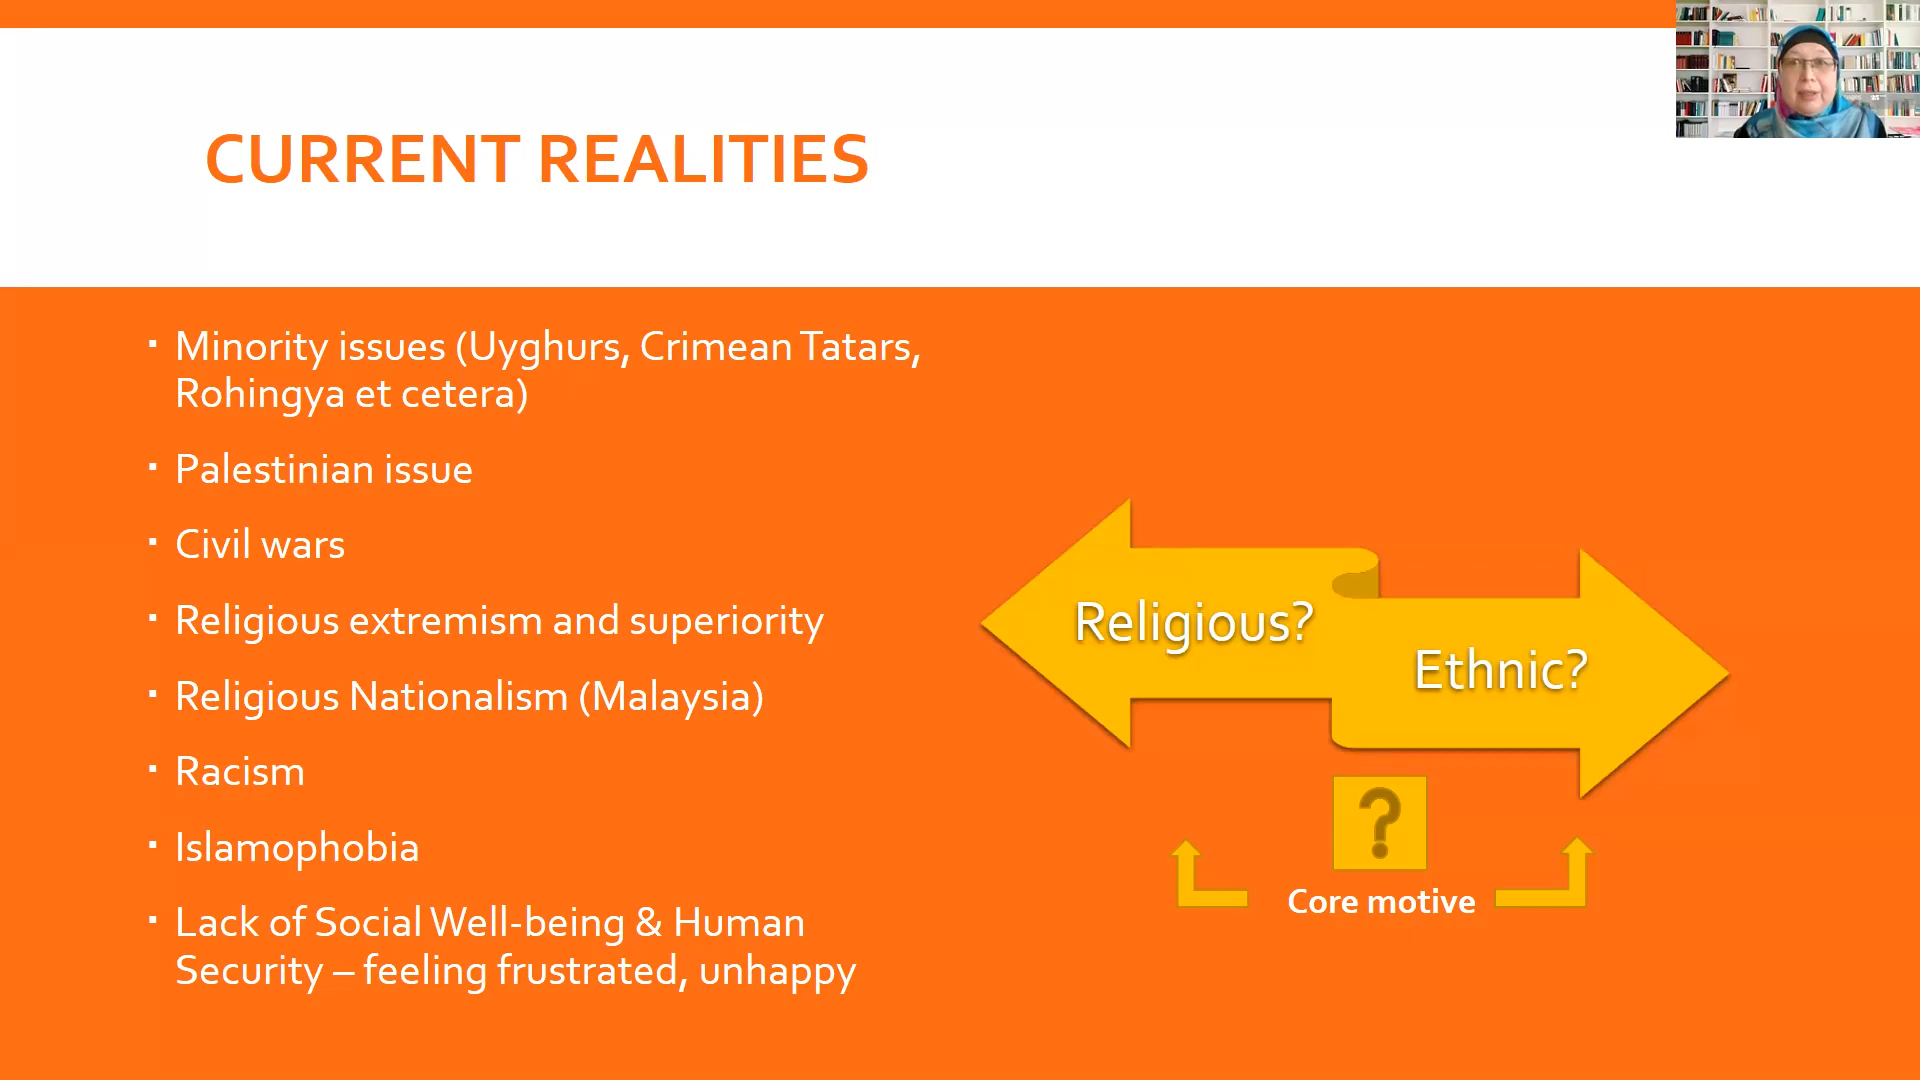 CURRENT REALITIES
▪ Minority issues (Uyghurs, Crimean Tatars,
Rohingya et cetera)
▪ Palestinian issue
▪ Civil wars
▪ Religious extremism and superiority
▪ Religious Nationalism (Malaysia)
▪ Racism
▪ Islamophobia
▪ Lack of Social Well-being & Human
Security – feeling frustrated, unhappy
Religious?
Ethnic?
?
Core motive